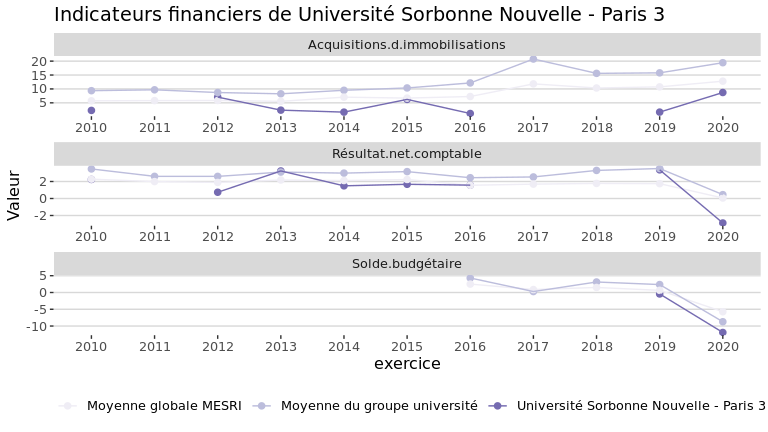 Indicateurs financiers de Université Sorbonne Nouvelle - Paris 3
Acquisitions.d.immobilisations
20
15
10
5
2010 2011 2012 2013 2014 2015 2016 2017 2018 2019 2020
Résultat.net.comptable
2
0
-2
2010 2011 2012 2013 2014 2015 2016 2017 2018 2019 2020
Solde.budgétaire
5
0
-5
-10
2010 2011 2012 2013 2014 2015 2016 2017 2018 2019 2020
Valeur
exercice
Moyenne globale MESRI Moyenne du groupe université Université Sorbonne Nouvelle - Paris 3